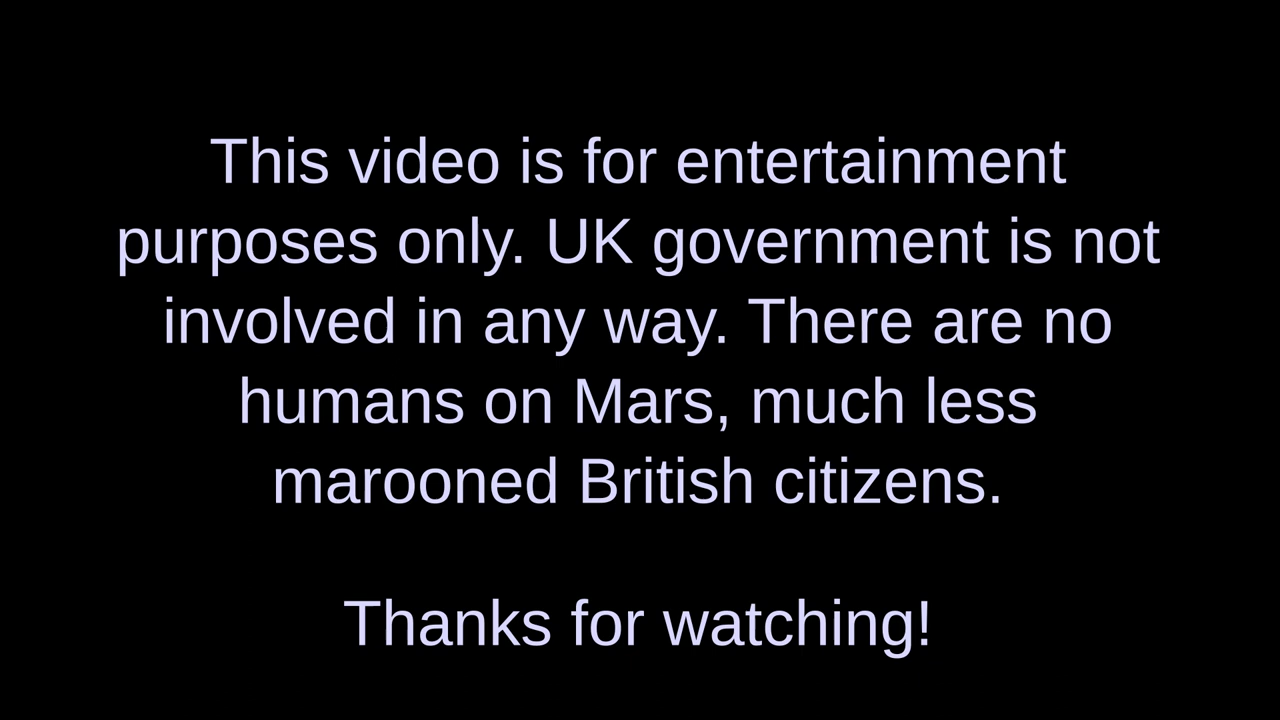 This video is for entertainment
purposes only. UK government is not
involved in any way. There are no
humans on Mars, much less
marooned British citizens.
Thanks for watching!